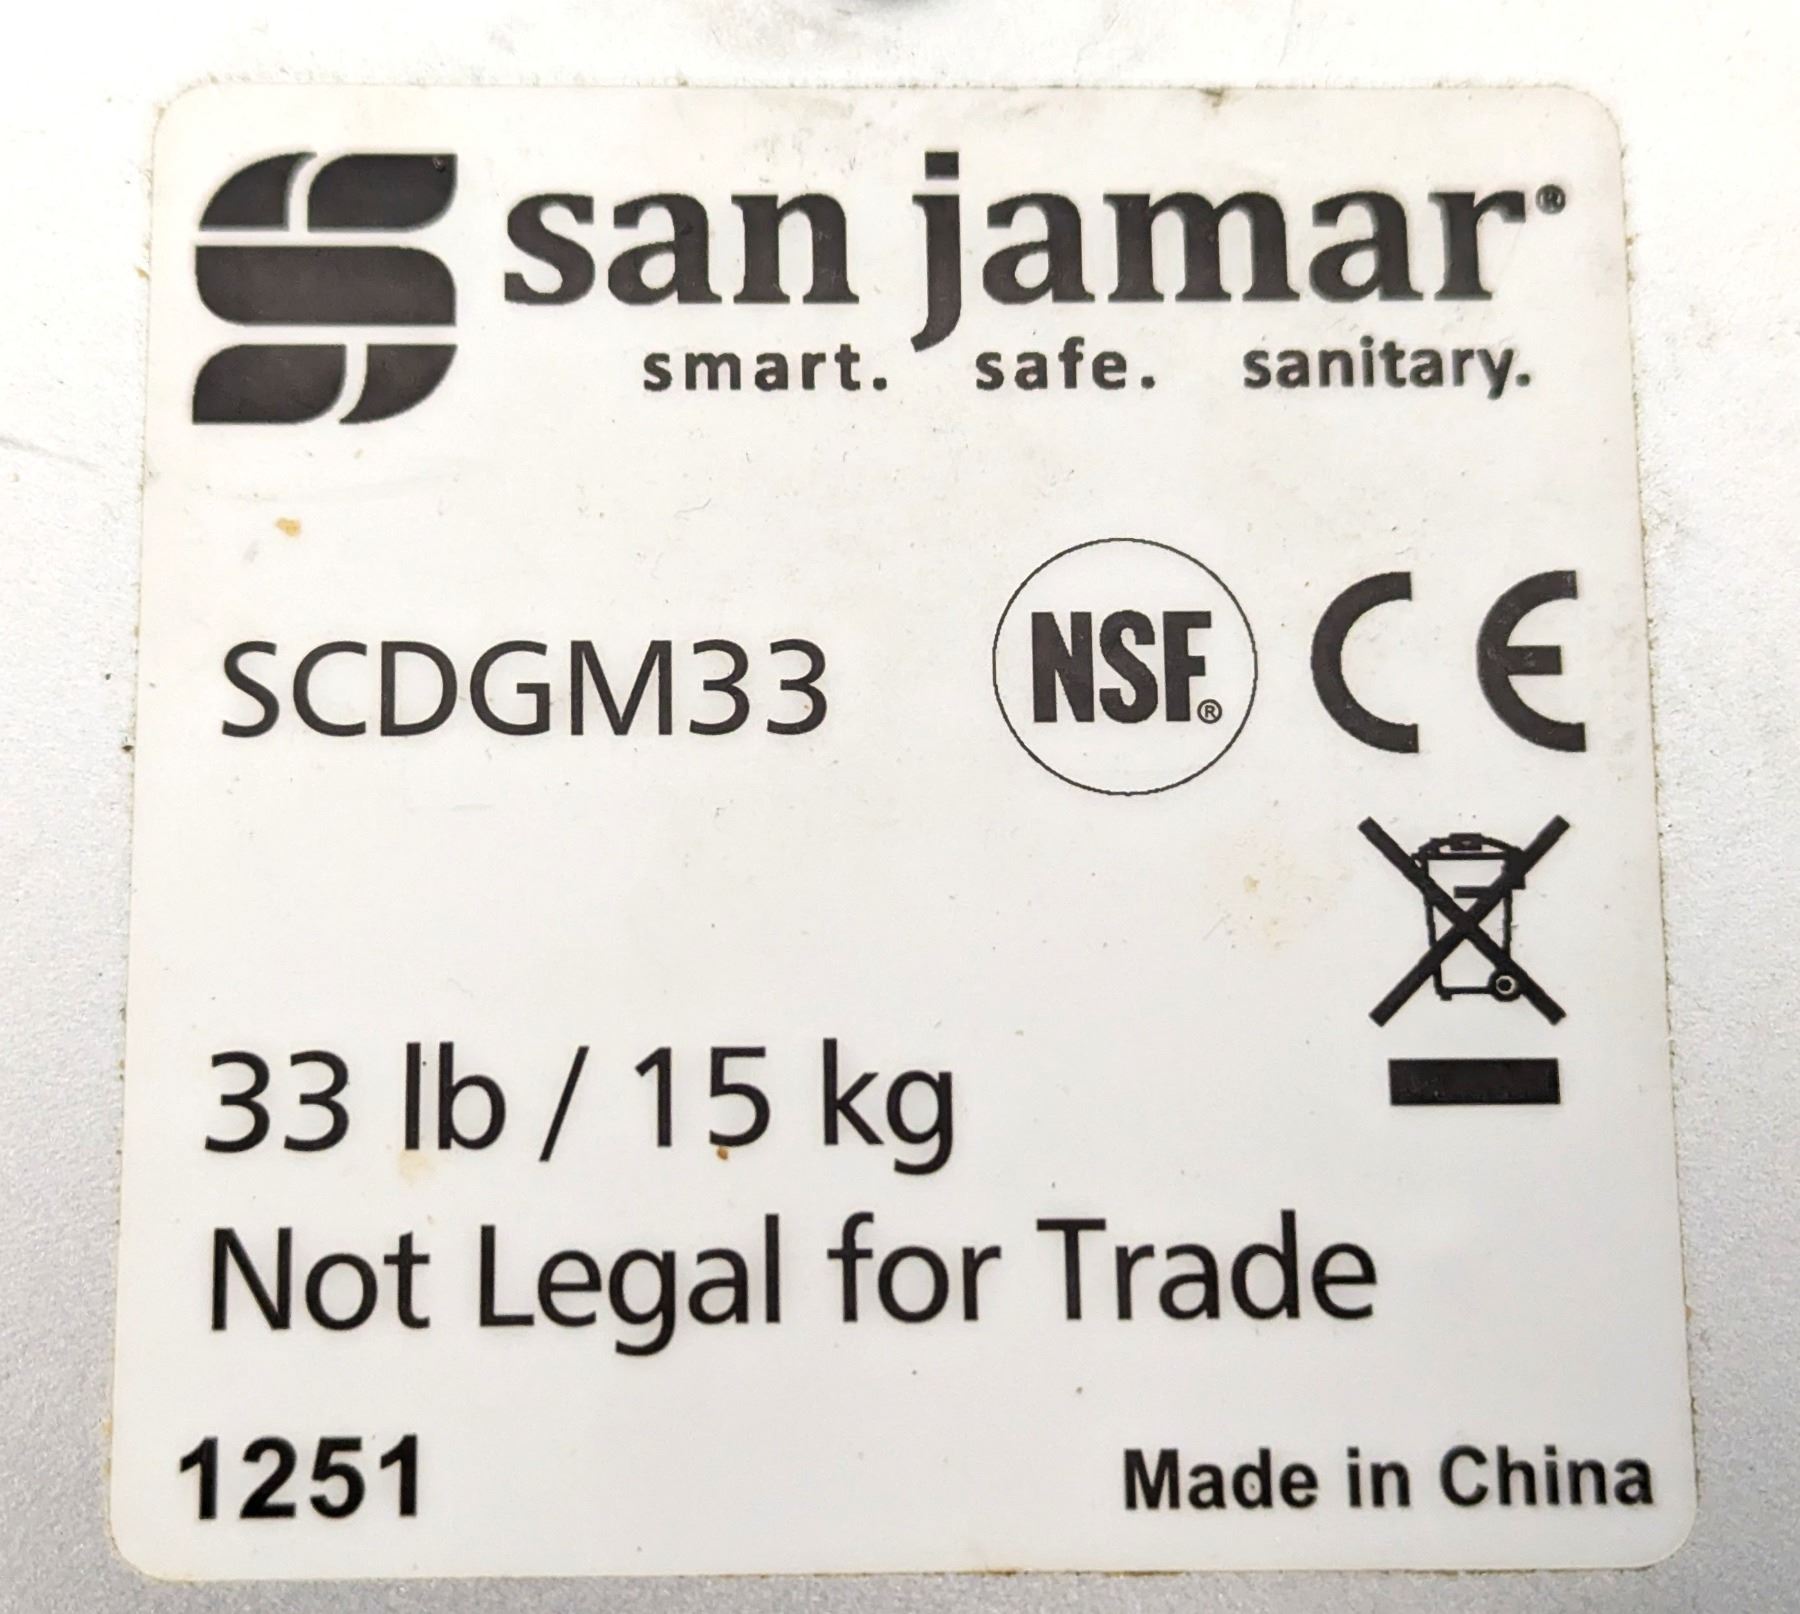 san jamar®
smart. safe. sanitary.
SCDGM33 NSF® CE
33 lb / 15 kg
Not Legal for Trade
1251 Made in China